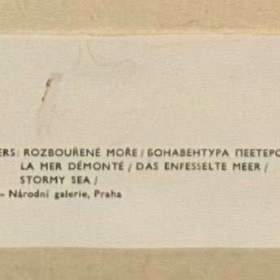 ERS: ROZBOUŘENÉ MOŘE / БОНАВЕНТУРА ПЕЕТЕРС
LA MER DÉMONTÉ / DAS ENFESSELTE MEER /
STORMY SEA /
– Národní galerie, Praha